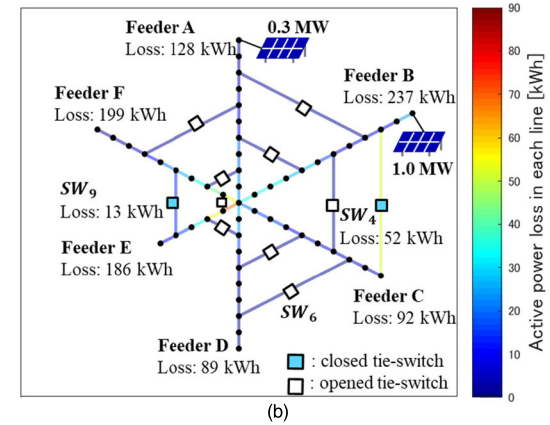 Feeder A
Loss: 128 kWh
0.3 MW
Feeder B
Loss: 237 kWh
1.0 MW
Feeder F
Loss: 199 kWh
SW9
Loss: 13 kWh
SW4
Loss: 52 kWh
Feeder E
Loss: 186 kWh
Feeder C
Loss: 92 kWh
SW6
Feeder D
Loss: 89 kWh
: closed tie-switch
: opened tie-switch
(b)
90
80
70
60
50
40
30
20
10
0
Active power loss in each line [kWh]